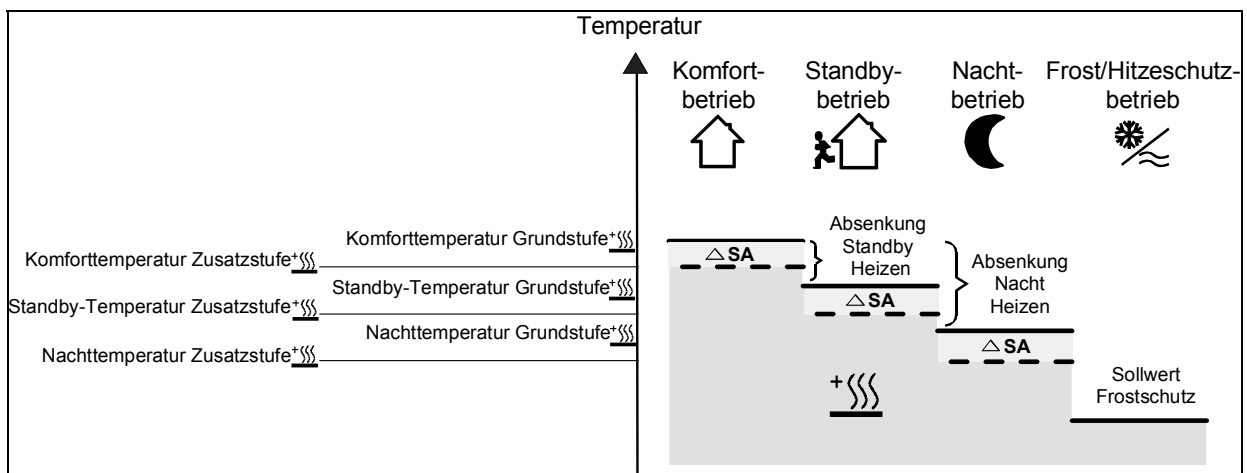 Temperatur
Komfort-
betrieb
Standby-
betrieb
Nacht-
betrieb
Frost/Hitzeschutz-
betrieb
Komforttemperatur Grundstufe+
Komforttemperatur Zusatzstufe+
Standby-Temperatur Grundstufe+
Standby-Temperatur Zusatzstufe+
Nachttemperatur Grundstufe+
Nachttemperatur Zusatzstufe+
△ SA
Absenkung
Standby
Heizen
△ SA
Absenkung
Nacht
Heizen
△ SA
+
Sollwert
Frostschutz